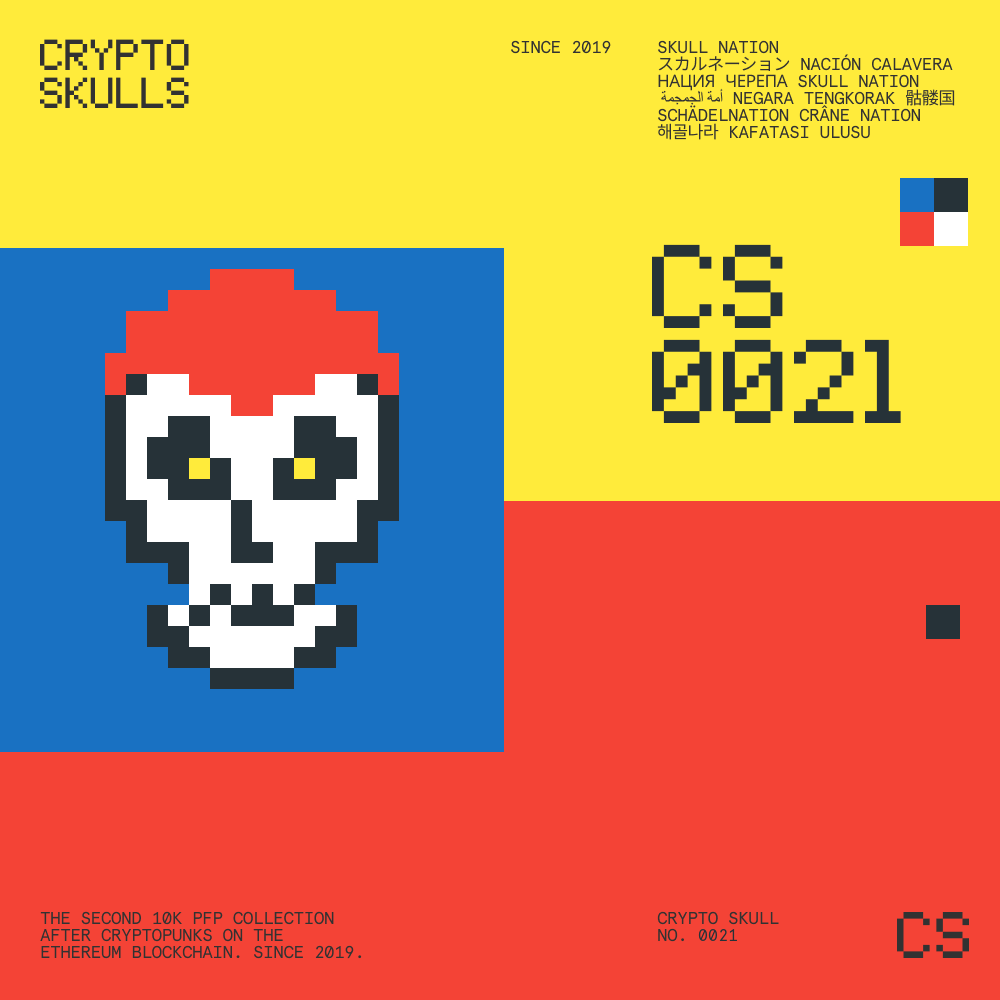 CRYPTO
SKULLS
SINCE 2019
SKULL NATION
スカルネーション NACIÓN CALAVERA
НАЦИЯ ЧЕРЕПА SKULL NATION
أمة الجمجمة NEGARA TENGKORAK 骷髅国
SCHÄDELNATION CRÂNE NATION
해골나라 KAFATASI ULUSU
CS
0021
THE SECOND 10K PFP COLLECTION
AFTER CRYPTOPUNKS ON THE
ETHEREUM BLOCKCHAIN. SINCE 2019.
CRYPTO SKULL
NO. 0021
CS